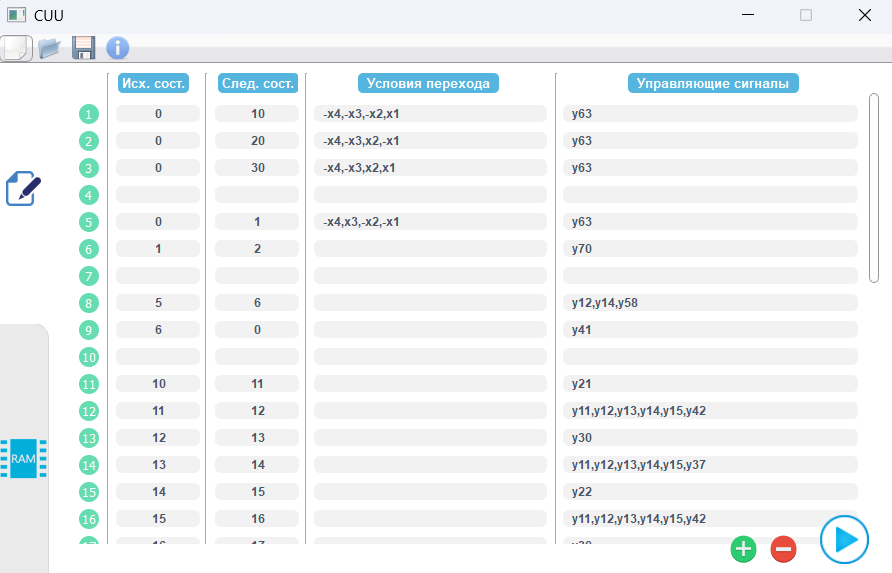 CUU
Исх. сост. След. сост. Условия перехода Управляющие сигналы
1 0 10 -x4,-x3,-x2,x1 y63
2 0 20 -x4,-x3,x2,-x1 y63
3 0 30 -x4,-x3,x2,x1 y63
4
5 0 1 -x4,x3,-x2,-x1 y63
6 1 2 y70
7
8 5 6 y12,y14,y58
9 6 0 y41
10
11 10 11 y21
12 11 12 y11,y12,y13,y14,y15,y42
13 12 13 y30
14 13 14 y11,y12,y13,y14,y15,y37
15 14 15 y22
16 15 16 y11,y12,y13,y14,y15,y42
RAM